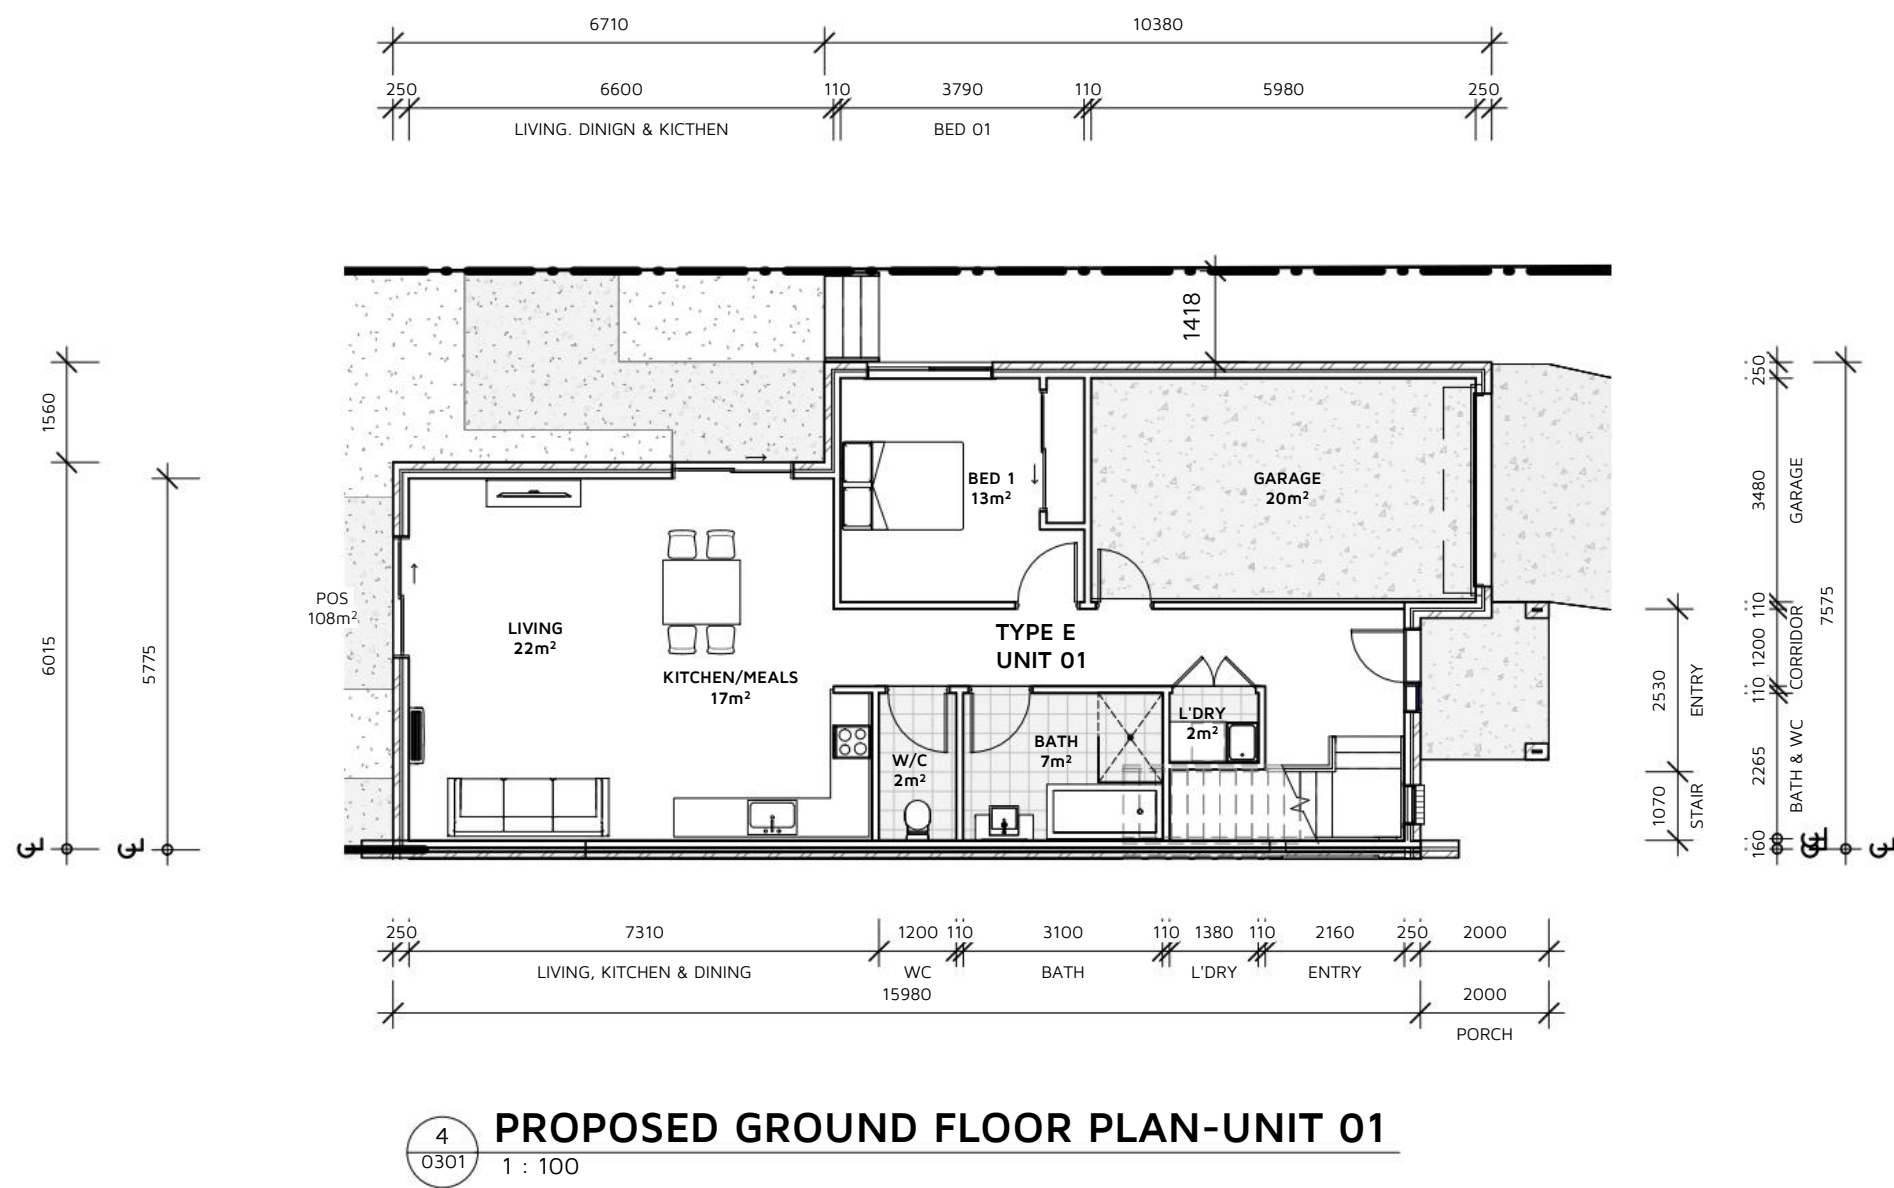 6710
10380
250
6600
110
3790
110
5980
250
LIVING. DINIGN & KICTHEN
BED 01
1418
1560
6015
5775
250
3480
GARAGE
110
1200
CORRIDOR
110
2265
BATH & WC
160
7575
2530
ENTRY
1070
STAIR
BED 1
13m²
GARAGE
20m²
POS
108m²
LIVING
22m²
TYPE E
UNIT 01
KITCHEN/MEALS
17m²
L'DRY
2m²
BATH
7m²
W/C
2m²
250
7310
1200
110
3100
110
1380
110
2160
250
2000
LIVING, KITCHEN & DINING
WC
BATH
L'DRY
ENTRY
15980
2000
PORCH
4
0301
PROPOSED GROUND FLOOR PLAN-UNIT 01
1 : 100